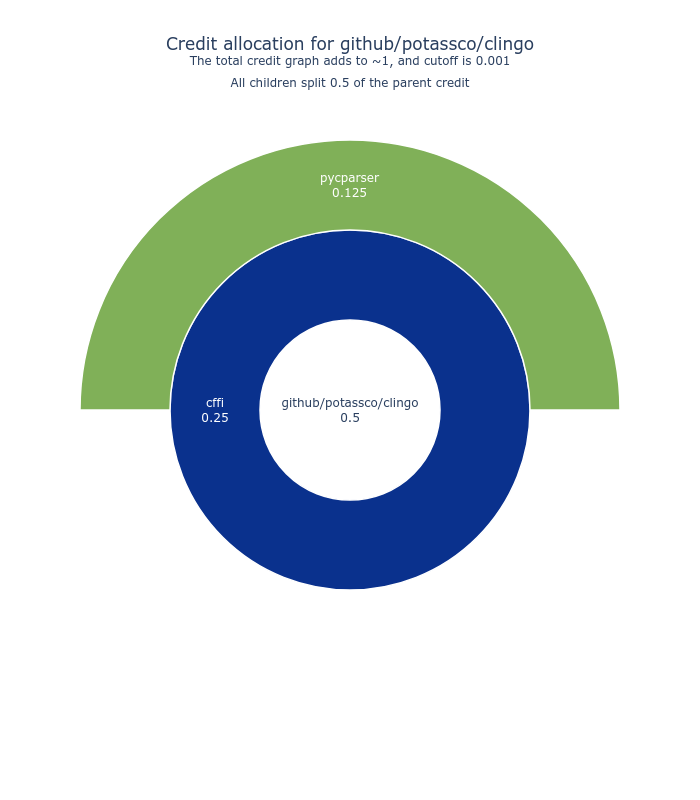 Credit allocation for github/potassco/clingo
The total credit graph adds to ~1, and cutoff is 0.001
All children split 0.5 of the parent credit
pycparser
0.125
cffi
0.25
github/potassco/clingo
0.5